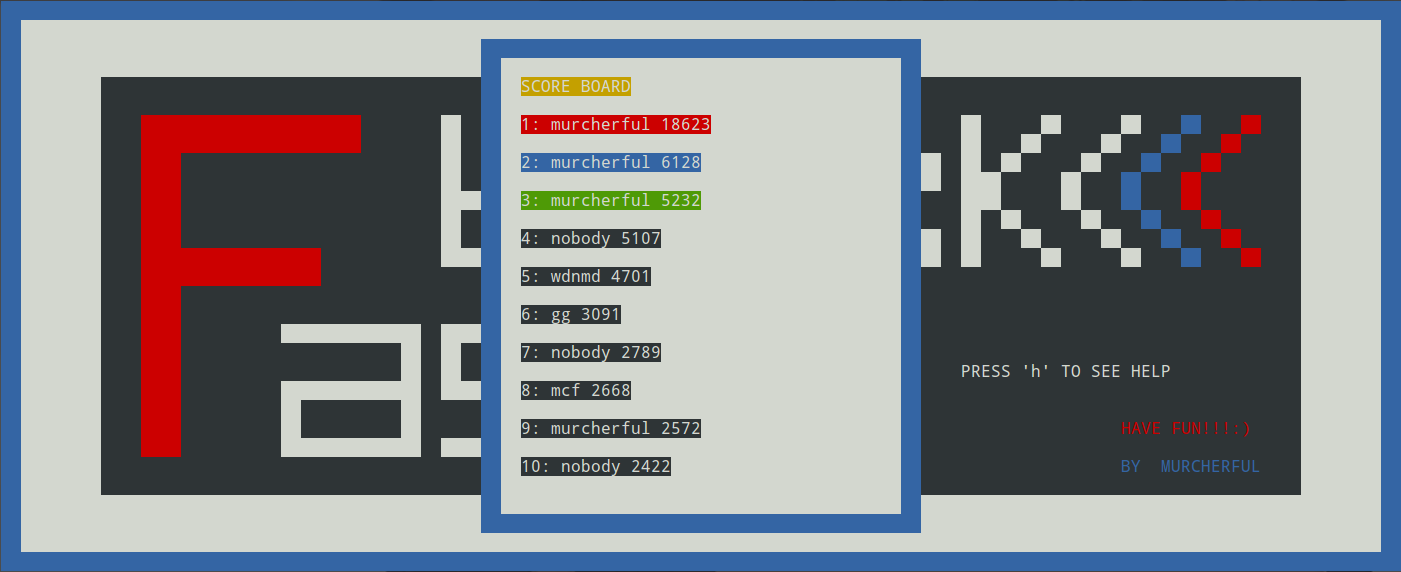 SCORE BOARD
1: murcherful 18623
2: murcherful 6128
3: murcherful 5232
4: nobody 5107
5: wdnmd 4701
6: gg 3091
7: nobody 2789
8: mcf 2668
9: murcherful 2572
10: nobody 2422
PRESS 'h' TO SEE HELP
HAVE FUN!!!:)
BY  MURCHERFUL